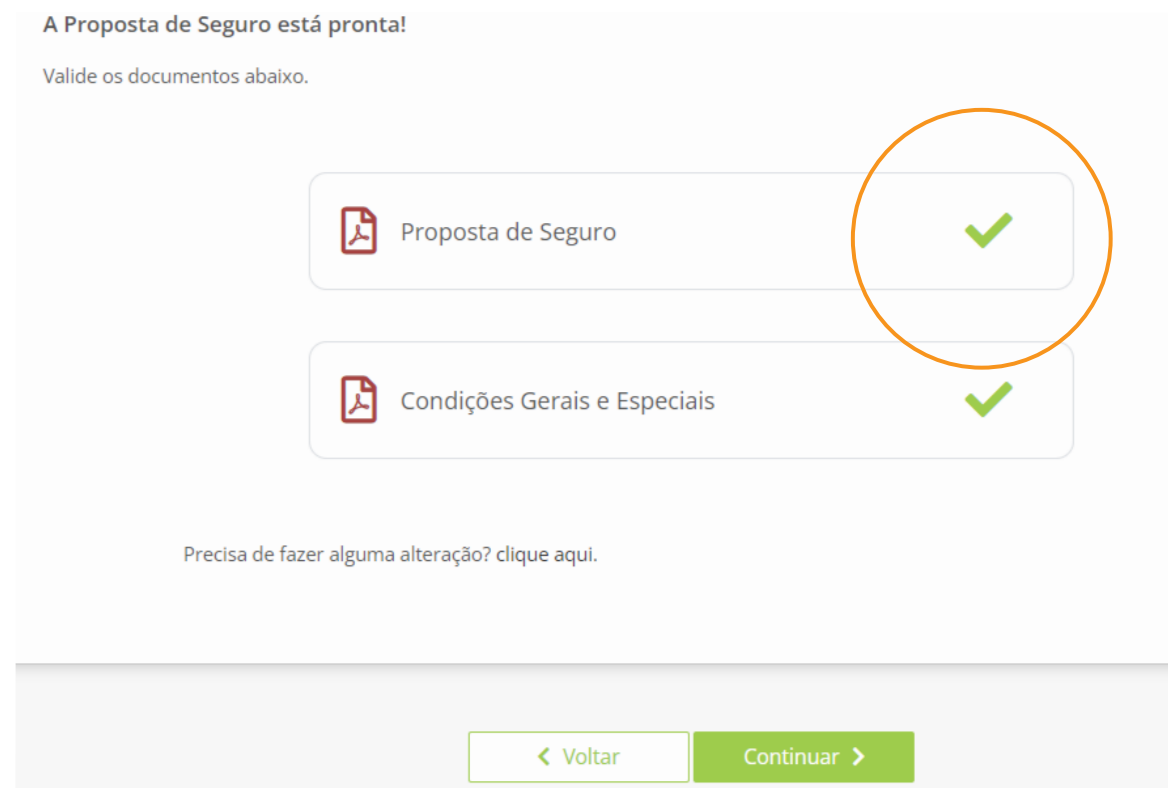 A Proposta de Seguro está pronta!
Valide os documentos abaixo.
Proposta de Seguro
Condições Gerais e Especiais
Precisa de fazer alguma alteração? clique aqui.
Voltar
Continuar